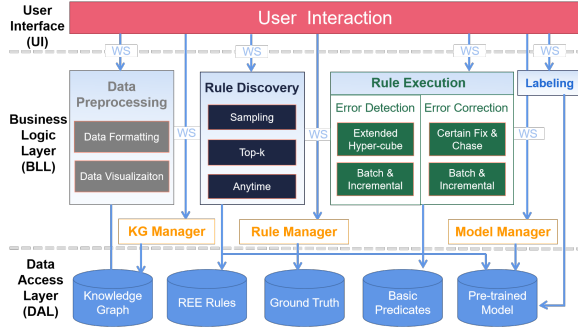 User
Interface
(UI)
User Interaction
WS
WS
WS
WS
Business
Logic
Layer
(BLL)
Data
Preprocessing
Data Formatting
Data Visualizaiton
WS
Rule Discovery
Sampling
Top-k
Anytime
WS
Rule Execution
Error Detection
Extended
Hyper-cube
Batch &
Incremental
Error Correction
Certain Fix &
Chase
Batch &
Incremental
WS
Labeling
KG Manager
Rule Manager
Model Manager
Data
Access
Layer
(DAL)
Knowledge
Graph
REE Rules
Ground Truth
Basic
Predicates
Pre-trained
Model